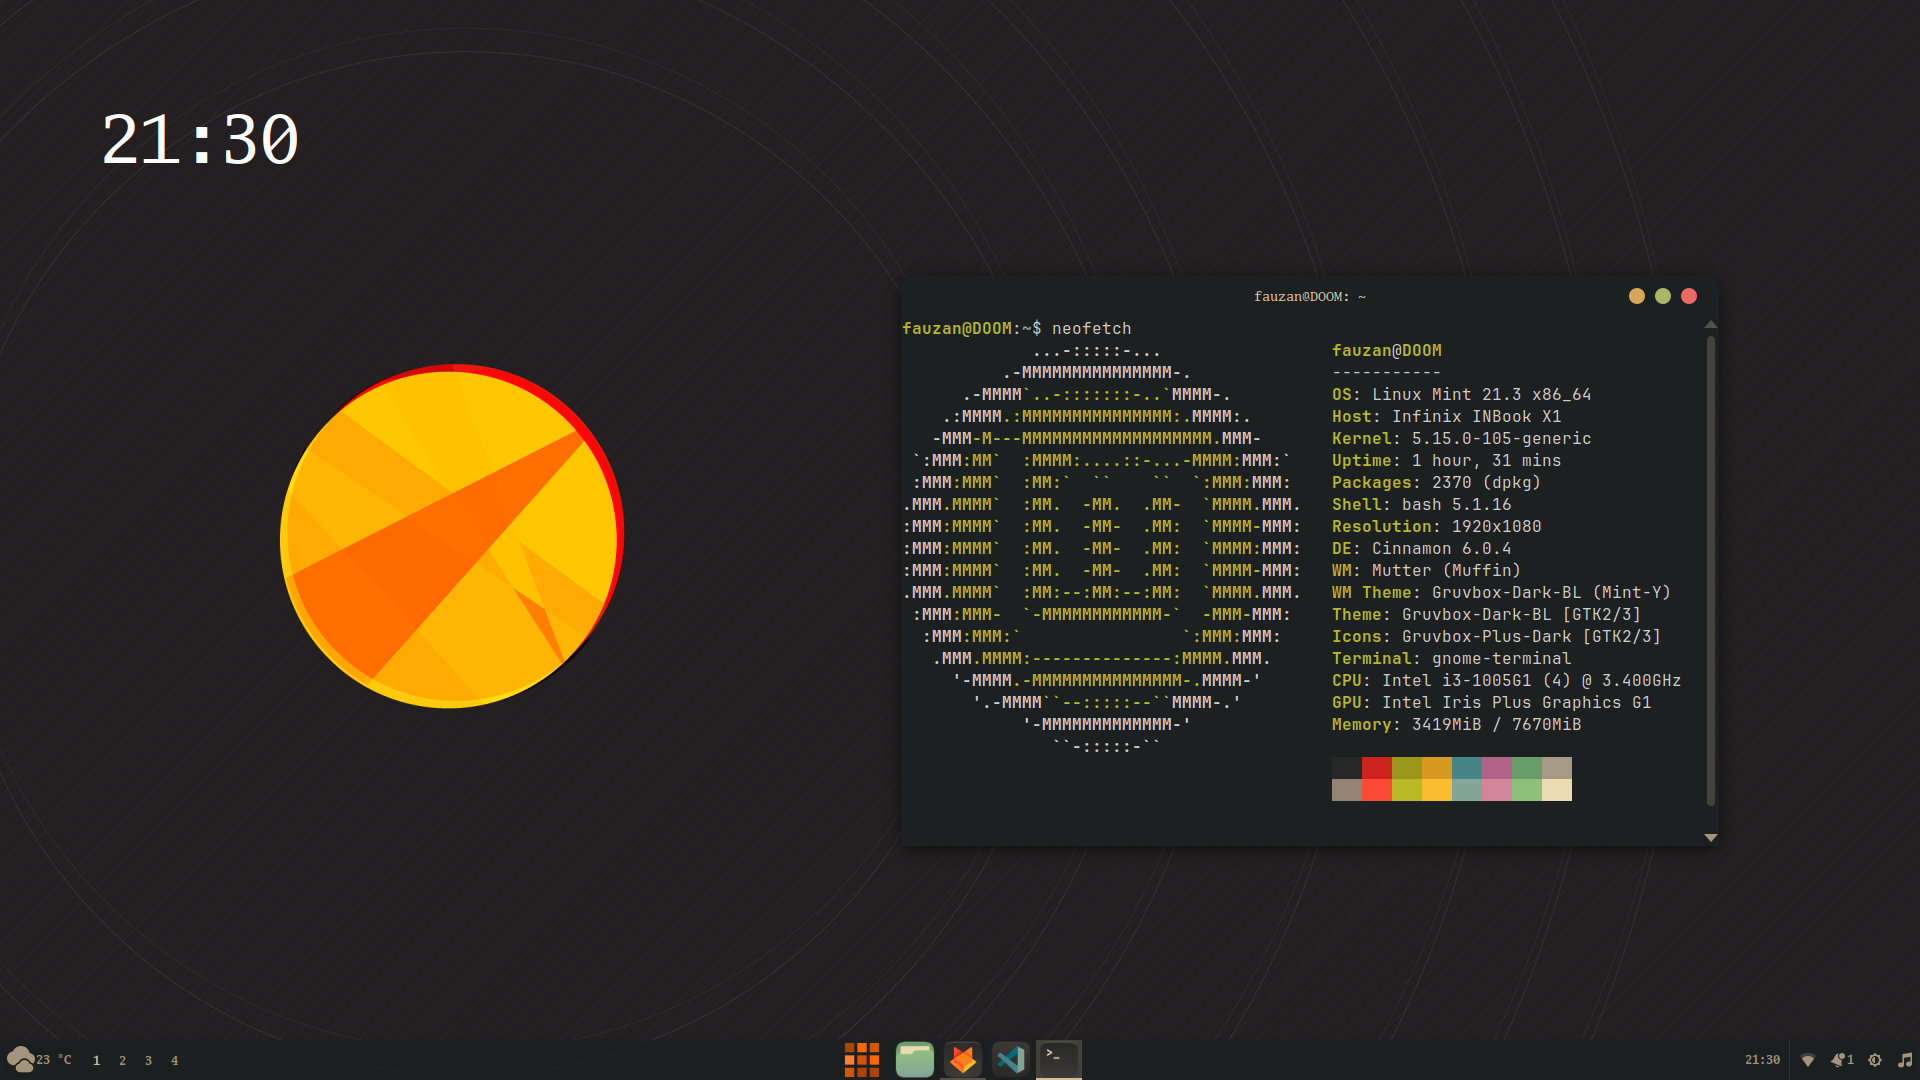 21:30
fauzan@DOOM: ~
fauzan@DOOM:~$ neofetch
             ...-:::::-...                 fauzan@DOOM
          .-MMMMMMMMMMMMMMM-.              -----------
      .-MMMM`..-:::::::-..`MMMM-.          OS: Linux Mint 21.3 x86_64
    .:MMMM.:MMMMMMMMMMMMMMM:.MMMM:.        Host: Infinix INBook X1
   -MMM-M---MMMMMMMMMMMMMMMMMMM.MMM-       Kernel: 5.15.0-105-generic
 `:MMM:MM`  :MMMM:....::-...-MMMM:MMM:`    Uptime: 1 hour, 31 mins
 :MMM:MMM`  :MM:`  ``    ``  `:MMM:MMM:    Packages: 2370 (dpkg)
.MMM.MMMM`  :MM.  -MM.  .MM-  `MMMM.MMM.   Shell: bash 5.1.16
:MMM:MMMM`  :MM.  -MM-  .MM:  `MMMM-MMM:   Resolution: 1920x1080
:MMM:MMMM`  :MM.  -MM-  .MM:  `MMMM:MMM:   DE: Cinnamon 6.0.4
:MMM:MMMM`  :MM.  -MM-  .MM:  `MMMM-MMM:   WM: Mutter (Muffin)
.MMM.MMMM`  :MM:--:MM:--:MM:  `MMMM.MMM.   WM Theme: Gruvbox-Dark-BL (Mint-Y)
 :MMM:MMM-  `-MMMMMMMMMMMM-`  -MMM-MMM:    Theme: Gruvbox-Dark-BL [GTK2/3]
  :MMM:MMM:`                `:MMM:MMM:     Icons: Gruvbox-Plus-Dark [GTK2/3]
   .MMM.MMMM:--------------:MMMM.MMM.      Terminal: gnome-terminal
     '-MMMM.-MMMMMMMMMMMMMMM-.MMMM-'       CPU: Intel i3-1005G1 (4) @ 3.400GHz
       '.-MMMM``--:::::--``MMMM-.'         GPU: Intel Iris Plus Graphics G1
            '-MMMMMMMMMMMMM-'              Memory: 3419MiB / 7670MiB
               ``-:::::-``
23 °C 1 2 3 4
>_
21:30 1